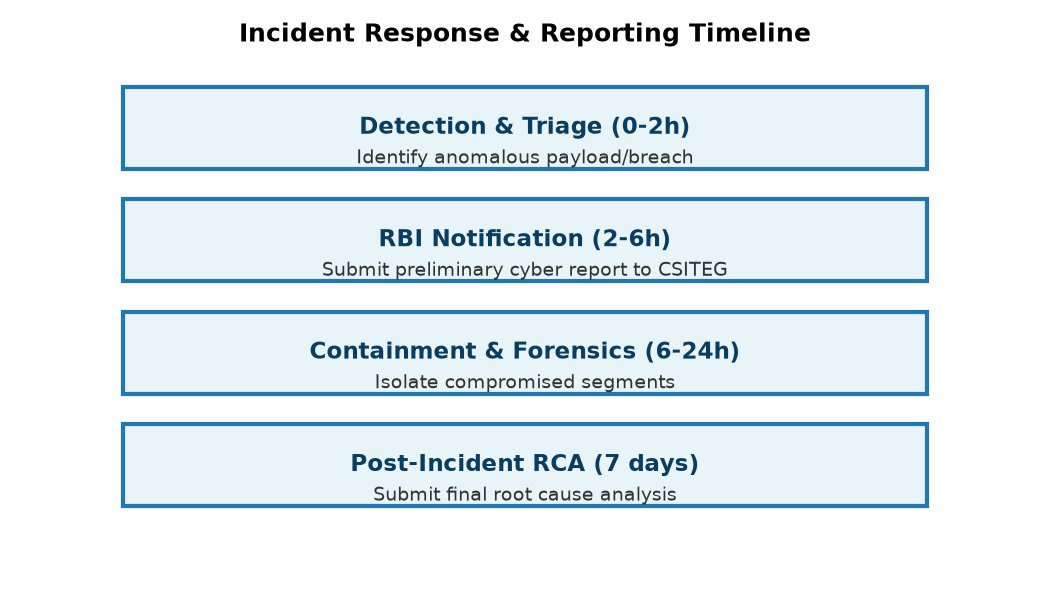 Incident Response & Reporting Timeline
Detection & Triage (0-2h)
Identify anomalous payload/breach
RBI Notification (2-6h)
Submit preliminary cyber report to CSITEG
Containment & Forensics (6-24h)
Isolate compromised segments
Post-Incident RCA (7 days)
Submit final root cause analysis